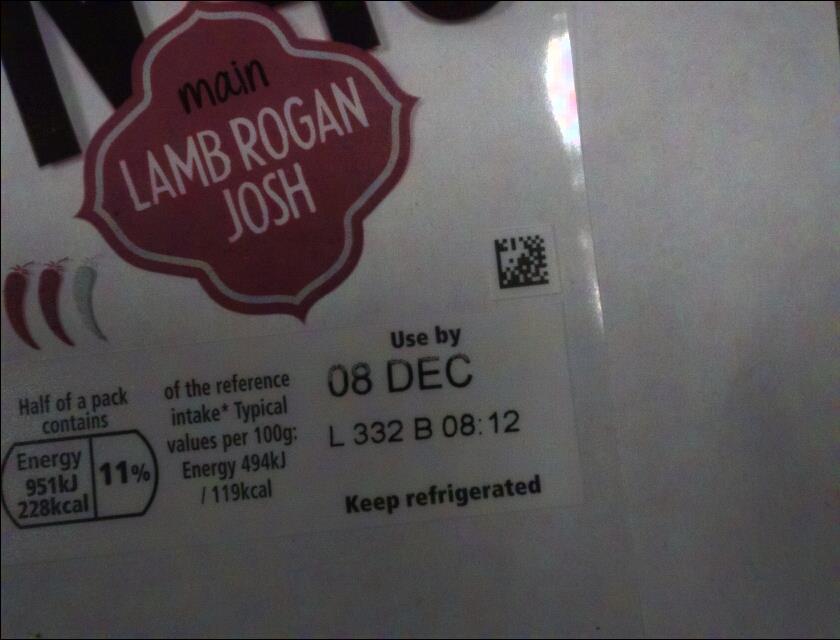 main
LAMB ROGAN
JOSH
Use by
08 DEC
L 332 B 08:12
Keep refrigerated
Half of a pack
contains
Energy
951kJ
228kcal
11%
of the reference
intake* Typical
values per 100g:
Energy 494kJ
/ 119kcal